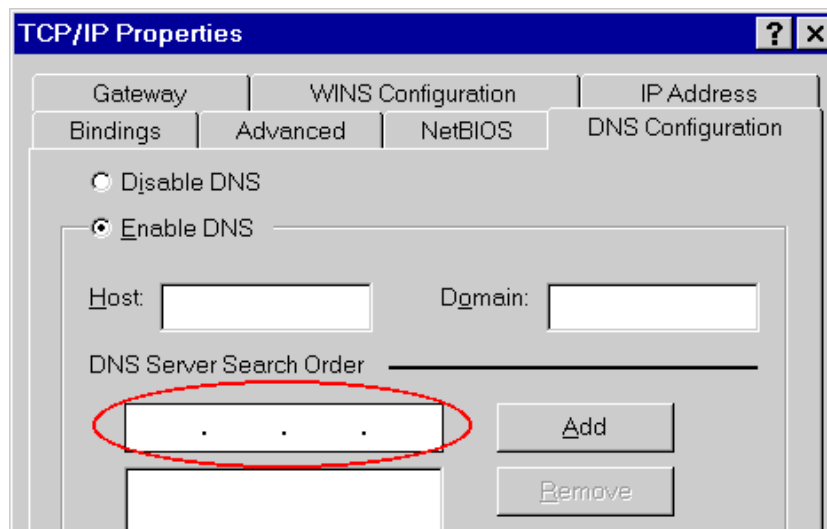 TCP/IP Properties
Gateway WINS Configuration IP Address
Bindings Advanced NetBIOS DNS Configuration
Disable DNS
Enable DNS
Host: Domain:
DNS Server Search Order
. . . Add
Remove